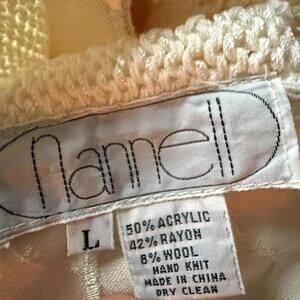 nannell
L
50% ACRYLIC
42% RAYON
8% WOOL
HAND KNIT
MADE IN CHINA
DRY CLEAN